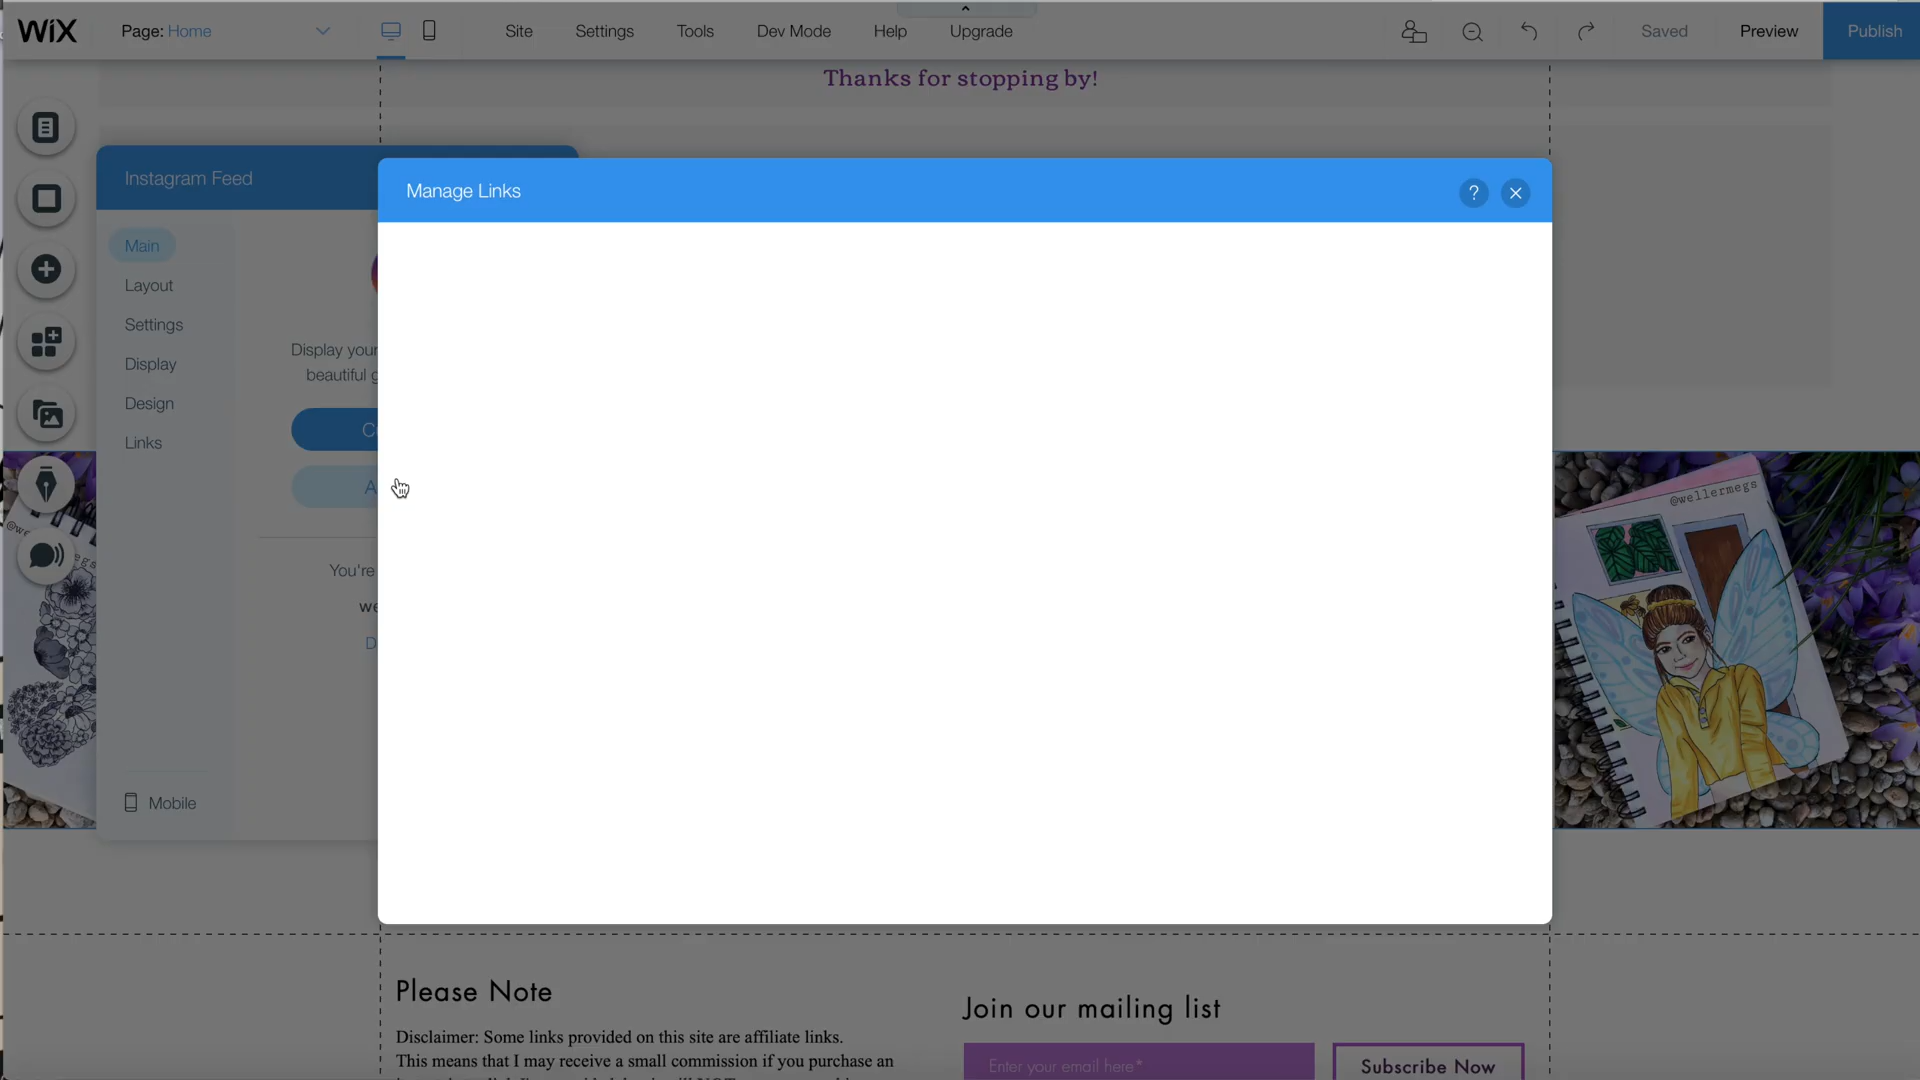 WiX
Page: Home
Site
Settings
Tools
Dev Mode
Help
Upgrade
Saved
Preview
Publish
Thanks for stopping by!
Instagram Feed
Manage Links
?
Main
Layout
Settings
Display
Design
Links
Display your
beautiful
You're
Mobile
@wellermegs
Please Note
Disclaimer: Some links provided on this site are affiliate links.
This means that I may receive a small commission if you purchase an
Join our mailing list
Enter your email here*
Subscribe Now